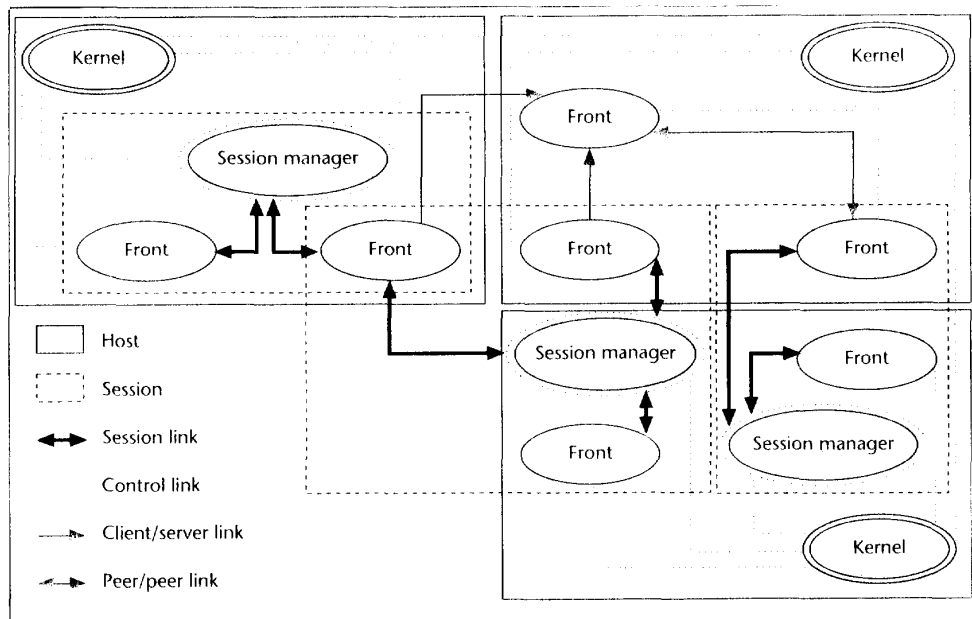 Kernel
Kernel
Front
Session manager
Front
Front
Front
Front
Host
Session manager
Front
Session
Session link
Front
Session manager
Control link
Client/server link
Kernel
Peer/peer link